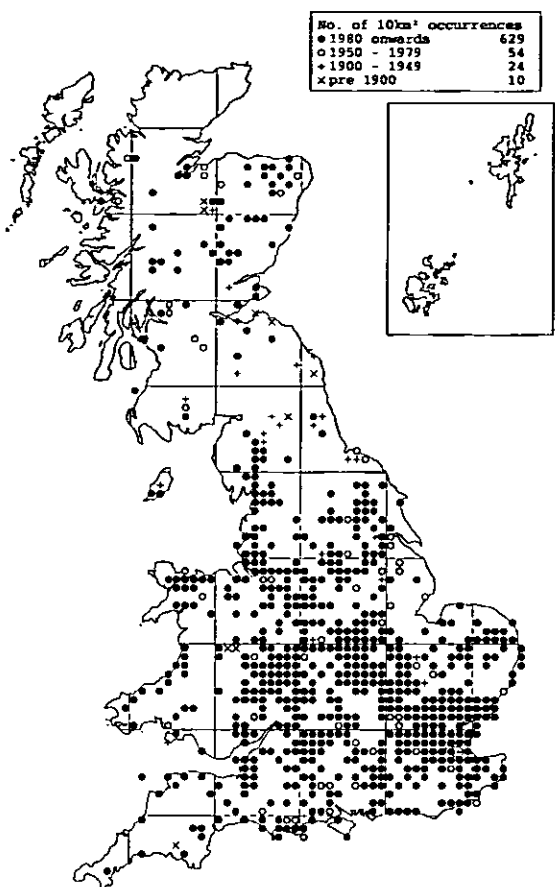 No. of 10km² occurrences
● 1980 onwards 629
○ 1950 - 1979 54
+ 1900 - 1949 24
× pre 1900 10